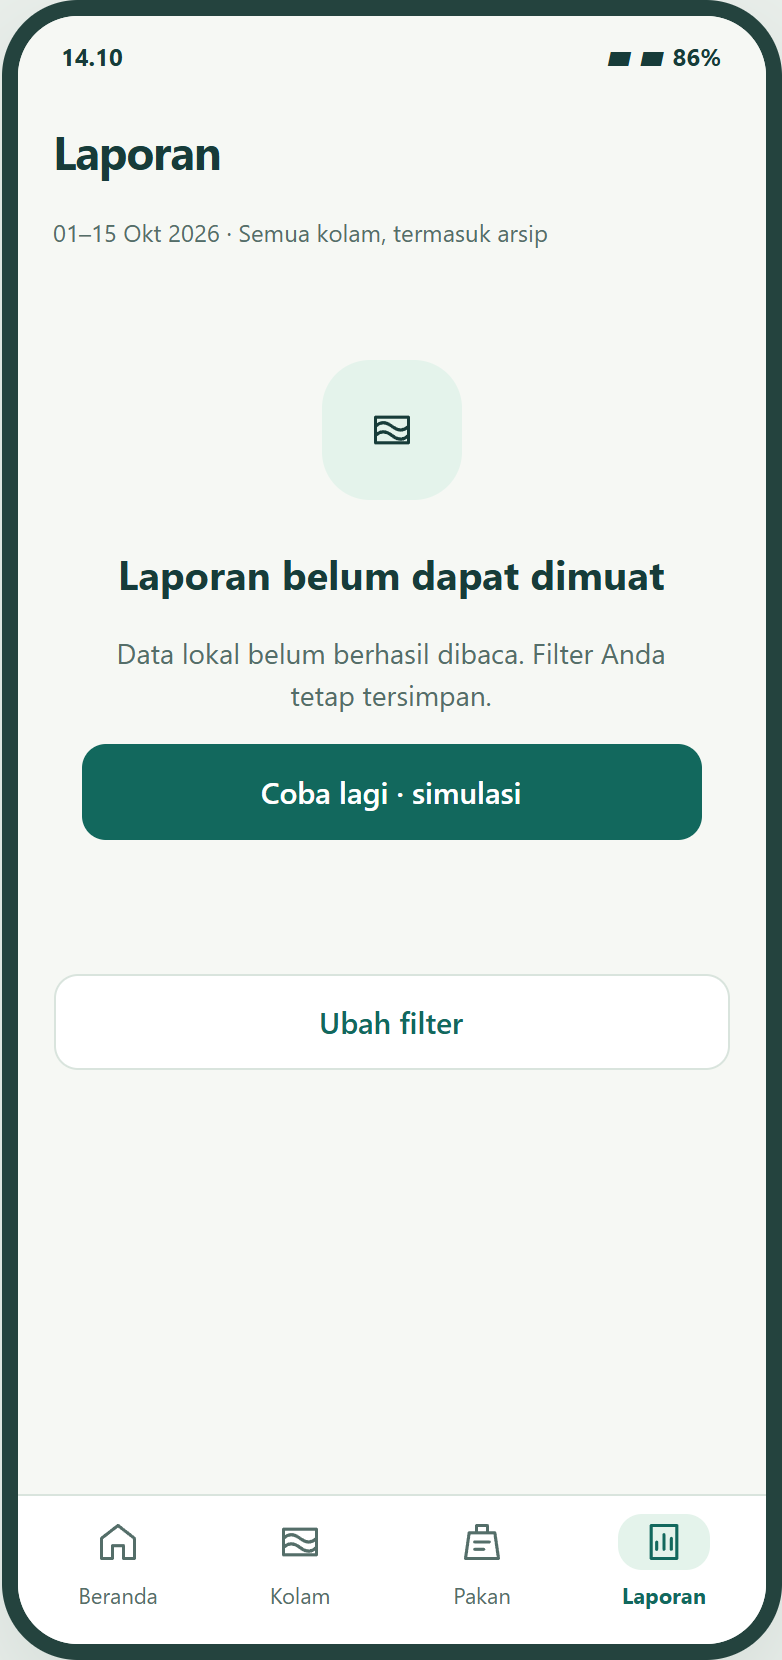 14.10
86%
Laporan
01–15 Okt 2026 · Semua kolam, termasuk arsip
Laporan belum dapat dimuat
Data lokal belum berhasil dibaca. Filter Anda
tetap tersimpan.
Coba lagi · simulasi
Ubah filter
Beranda
Kolam
Pakan
Laporan